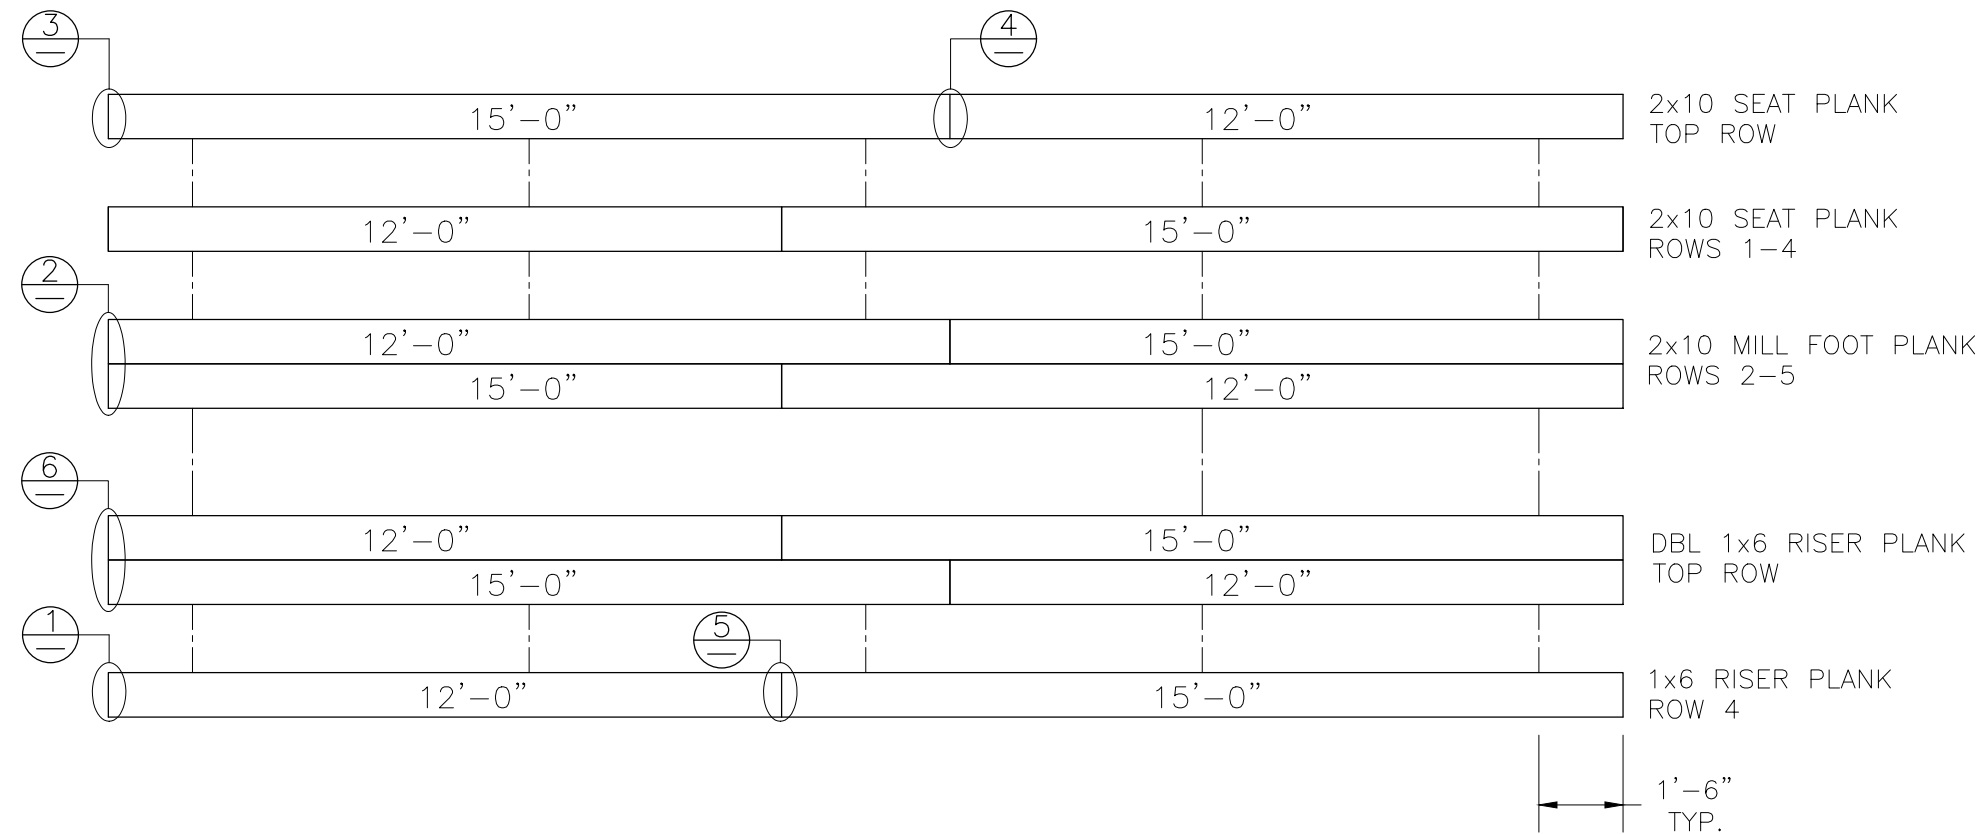 3
4
15'-0"
12'-0"
2x10 SEAT PLANK
TOP ROW
12'-0"
15'-0"
2x10 SEAT PLANK
ROWS 1-4
2
12'-0"
15'-0"
2x10 MILL FOOT PLANK
ROWS 2-5
15'-0"
12'-0"
6
12'-0"
15'-0"
DBL 1x6 RISER PLANK
TOP ROW
15'-0"
12'-0"
1
5
12'-0"
15'-0"
1x6 RISER PLANK
ROW 4
1'-6"
TYP.